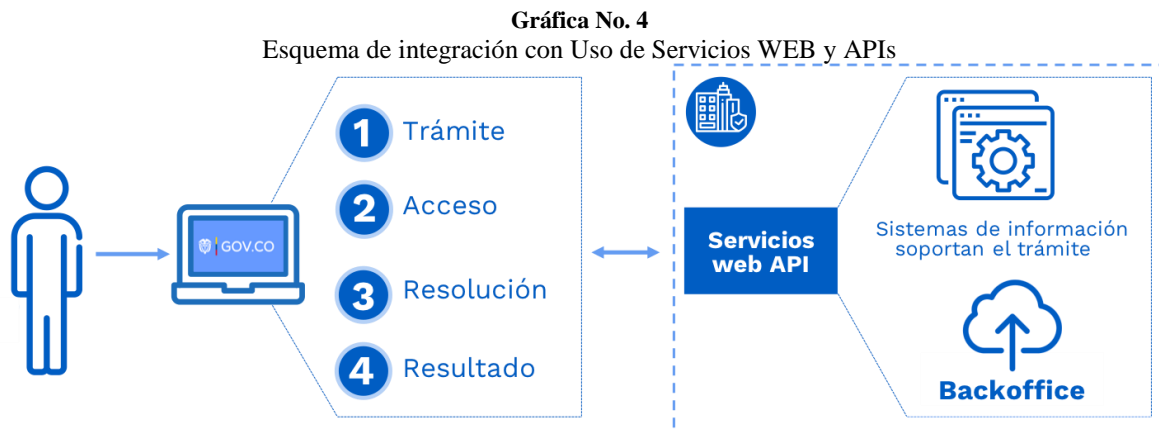 Gráfica No. 4
Esquema de integración con Uso de Servicios WEB y APIs
GOV.CO
1 Trámite
2 Acceso
3 Resolución
4 Resultado
Servicios
web API
Sistemas de información
soportan el trámite
Backoffice